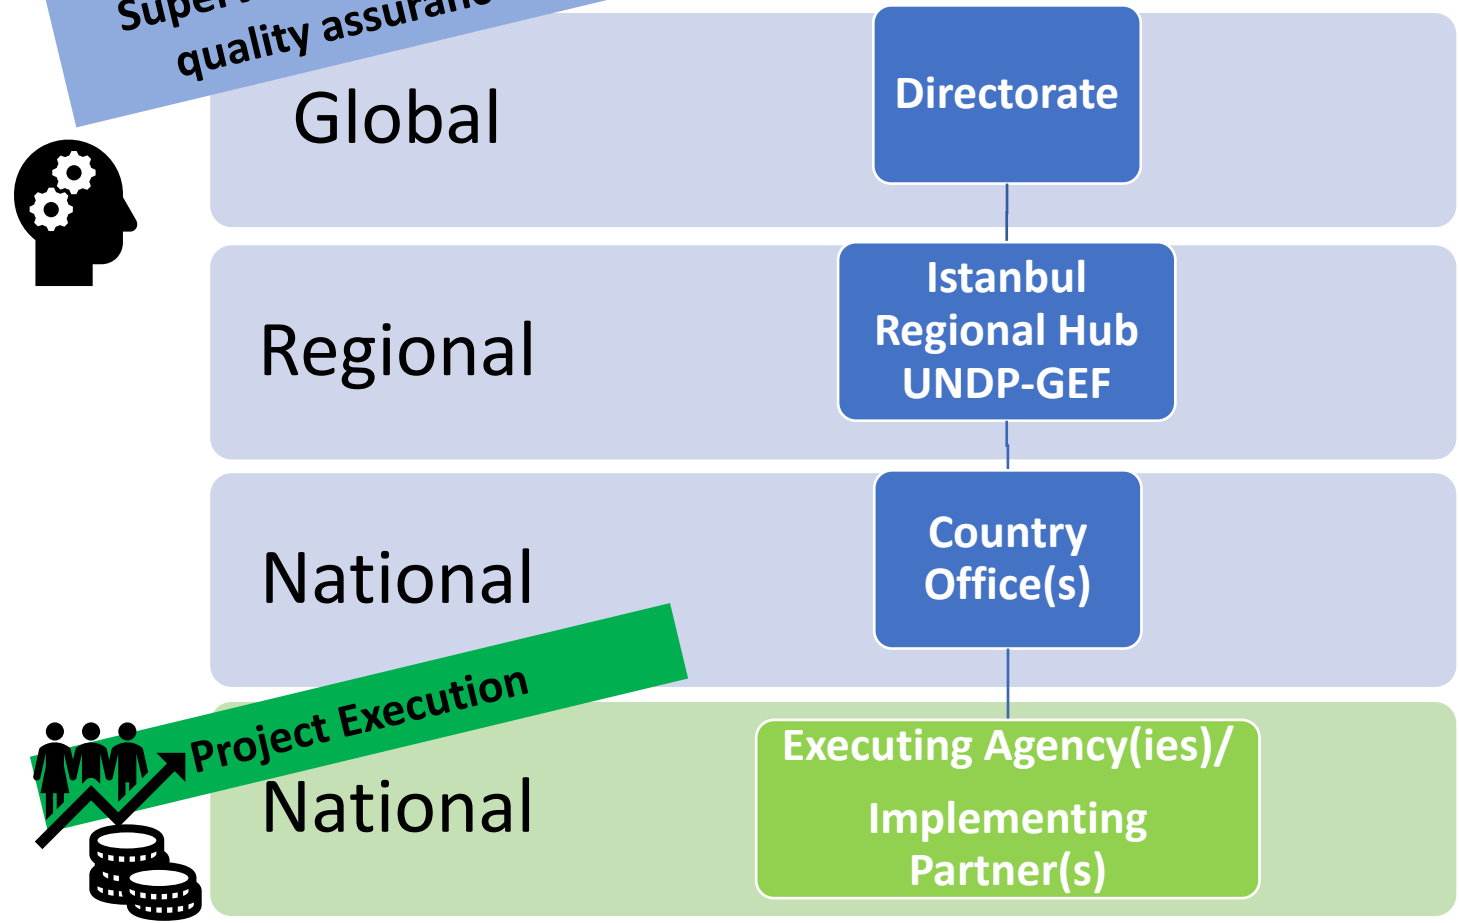 quality
Global
Directorate
Regional
Istanbul
Regional Hub
UNDP-GEF
National
Country
Office(s)
Project Execution
National
Executing Agency(ies)/
Implementing
Partner(s)